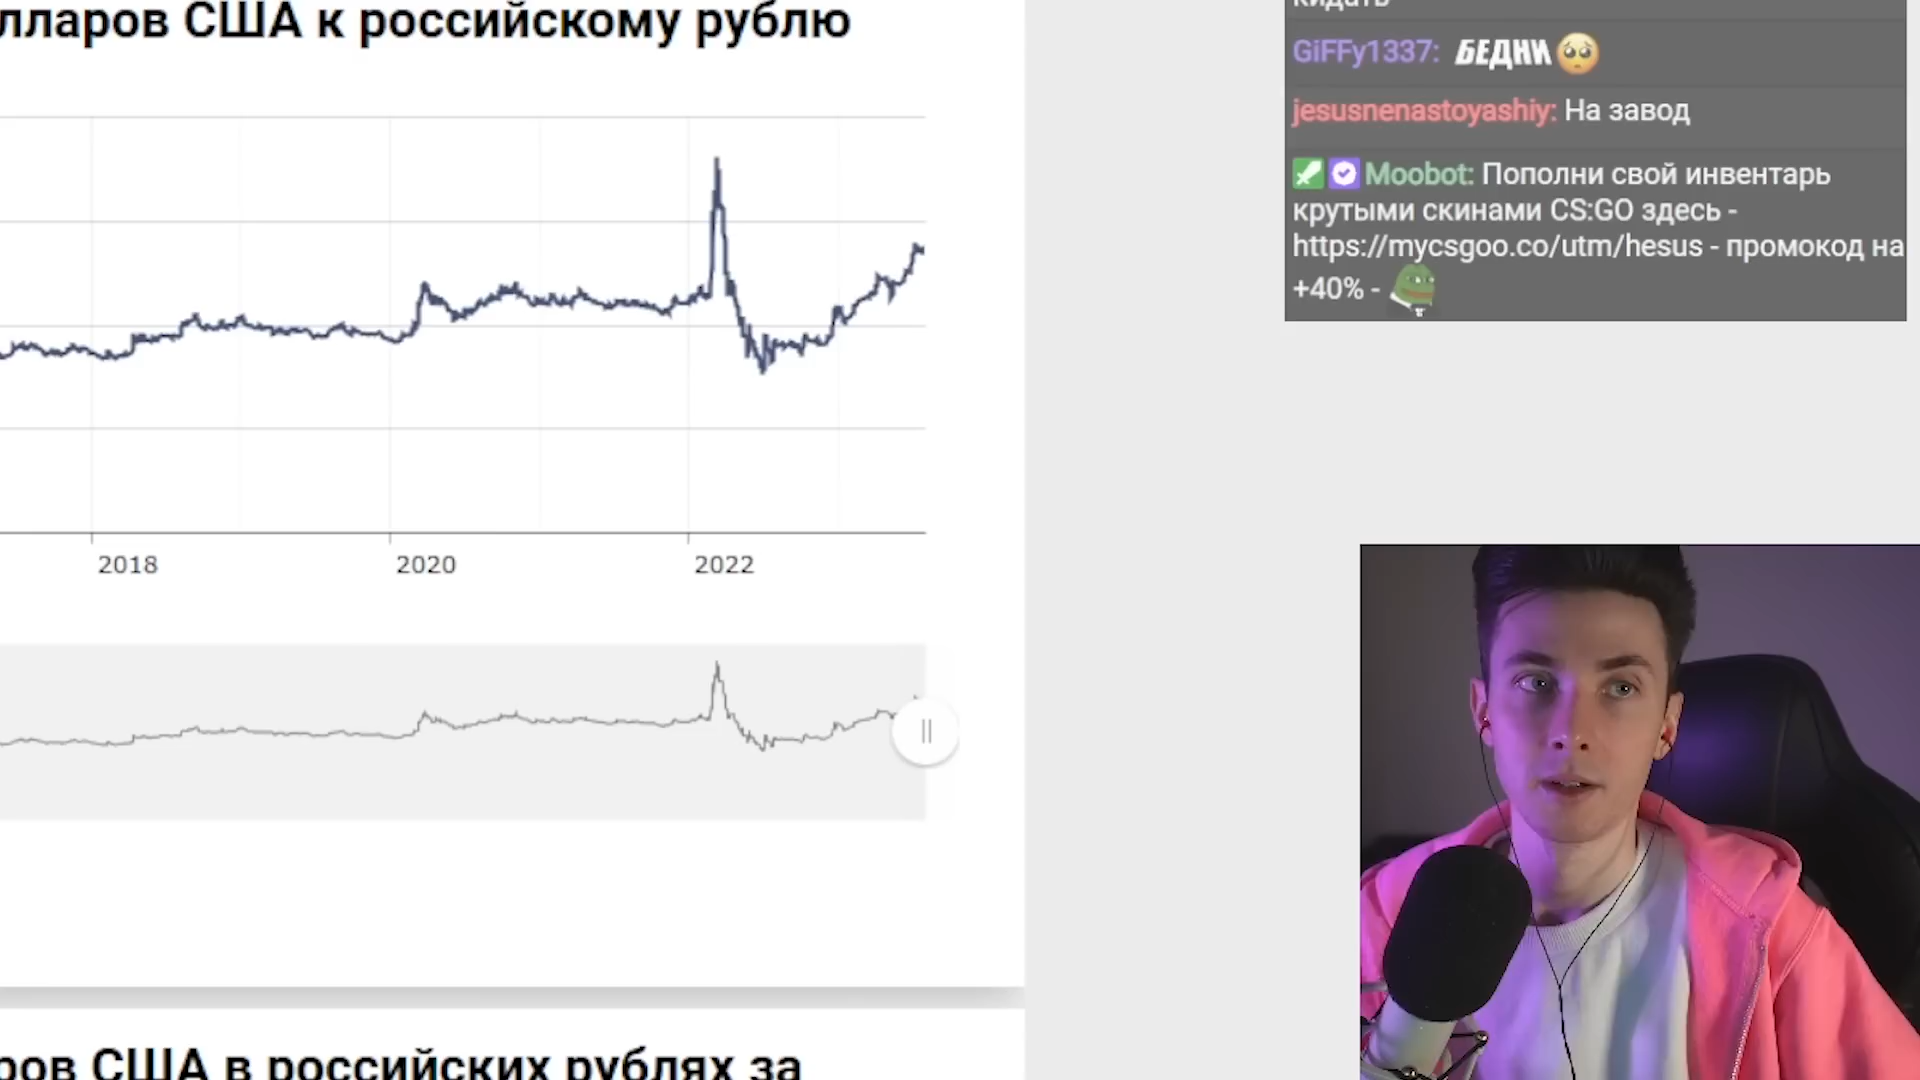 лларов США к российскому рублю
2018 2020 2022
ров США в российских рублях за
кидать
GiFFy1337: БЕДНИ
jesusnenastoyashiy: На завод
Moobot: Пополни свой инвентарь
крутыми скинами CS:GO здесь -
https://mycsgoo.co/utm/hesus - промокод на
+40% -